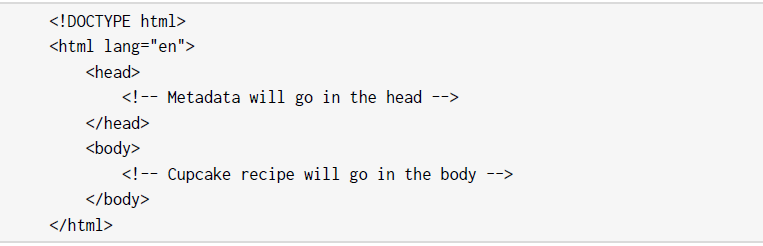 <!DOCTYPE html>
<html lang="en">
    <head>
        <!-- Metadata will go in the head -->
    </head>
    <body>
        <!-- Cupcake recipe will go in the body -->
    </body>
</html>